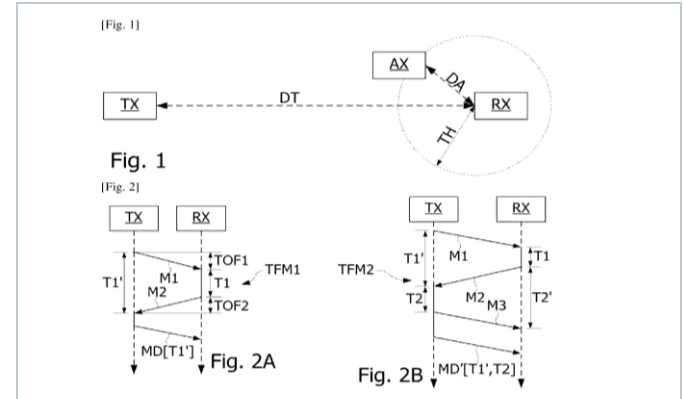 [Fig. 1]
AX
DA
TX
DT
RX
TH
Fig. 1
[Fig. 2]
TX
RX
TX
RX
T1'
M1
M2
TOF1
T1
TOF2
TFM1
MD[T1']
Fig. 2A
TFM2
T1'
M1
T1
T2
M2
M3
T2'
MD'[T1',T2]
Fig. 2B